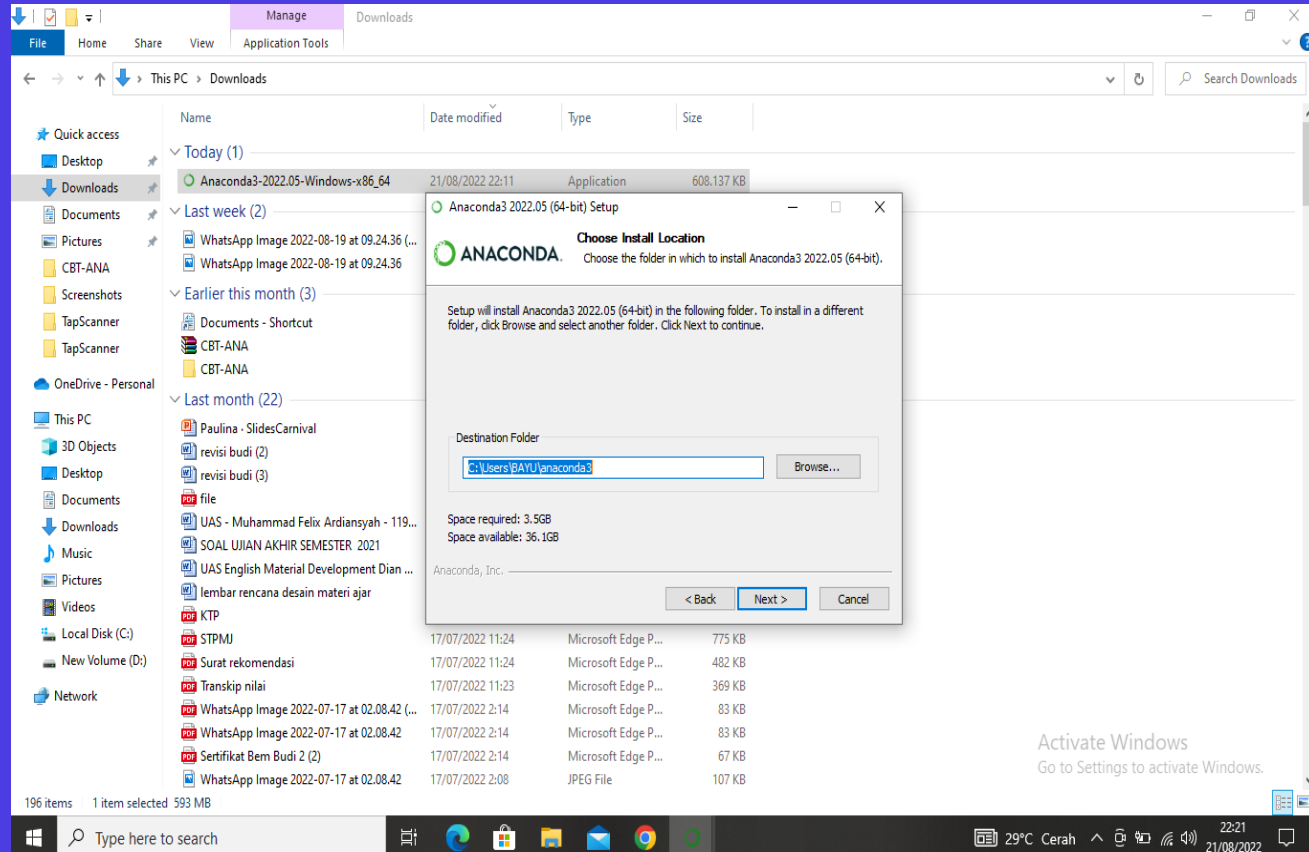 Manage
Downloads
File
Home
Share
View
Application Tools
This PC
Downloads
Search Downloads
Name
Date modified
Type
Size
Quick access
Desktop
Downloads
Documents
Pictures
CBT-ANA
Screenshots
TapScanner
TapScanner
OneDrive - Personal
This PC
3D Objects
Desktop
Documents
Downloads
Music
Pictures
Videos
Local Disk (C:)
New Volume (D:)
Network
Today (1)
Anaconda3-2022.05-Windows-x86_64 21/08/2022 22:11 Application 608.137 KB
Last week (2)
WhatsApp Image 2022-08-19 at 09.24.36 (...
WhatsApp Image 2022-08-19 at 09.24.36
Earlier this month (3)
Documents - Shortcut
CBT-ANA
CBT-ANA
Last month (22)
Paulina · SlidesCarnival
revisi budi (2)
revisi budi (3)
file
UAS - Muhammad Felix Ardiansyah - 119...
SOAL UJIAN AKHIR SEMESTER 2021
UAS English Material Development Dian ...
lembar rencana desain materi ajar
KTP
STPMJ 17/07/2022 11:24 Microsoft Edge P... 775 KB
Surat rekomendasi 17/07/2022 11:24 Microsoft Edge P... 482 KB
Transkip nilai 17/07/2022 11:23 Microsoft Edge P... 369 KB
WhatsApp Image 2022-07-17 at 02.08.42 (... 17/07/2022 2:14 Microsoft Edge P... 83 KB
WhatsApp Image 2022-07-17 at 02.08.42 17/07/2022 2:14 Microsoft Edge P... 83 KB
Sertifikat Bem Budi 2 (2) 17/07/2022 2:14 Microsoft Edge P... 67 KB
WhatsApp Image 2022-07-17 at 02.08.42 17/07/2022 2:08 JPEG File 107 KB
Anaconda3 2022.05 (64-bit) Setup
ANACONDA.
Choose Install Location
Choose the folder in which to install Anaconda3 2022.05 (64-bit).
Setup will install Anaconda3 2022.05 (64-bit) in the following folder. To install in a different
folder, click Browse and select another folder. Click Next to continue.
Destination Folder
C:\Users\BAYU\anaconda3
Browse...
Space required: 3.5GB
Space available: 36.1GB
Anaconda, Inc.
< Back
Next >
Cancel
Activate Windows
Go to Settings to activate Windows.
196 items 1 item selected 593 MB
Type here to search
29°C Cerah
22:21
21/08/2022